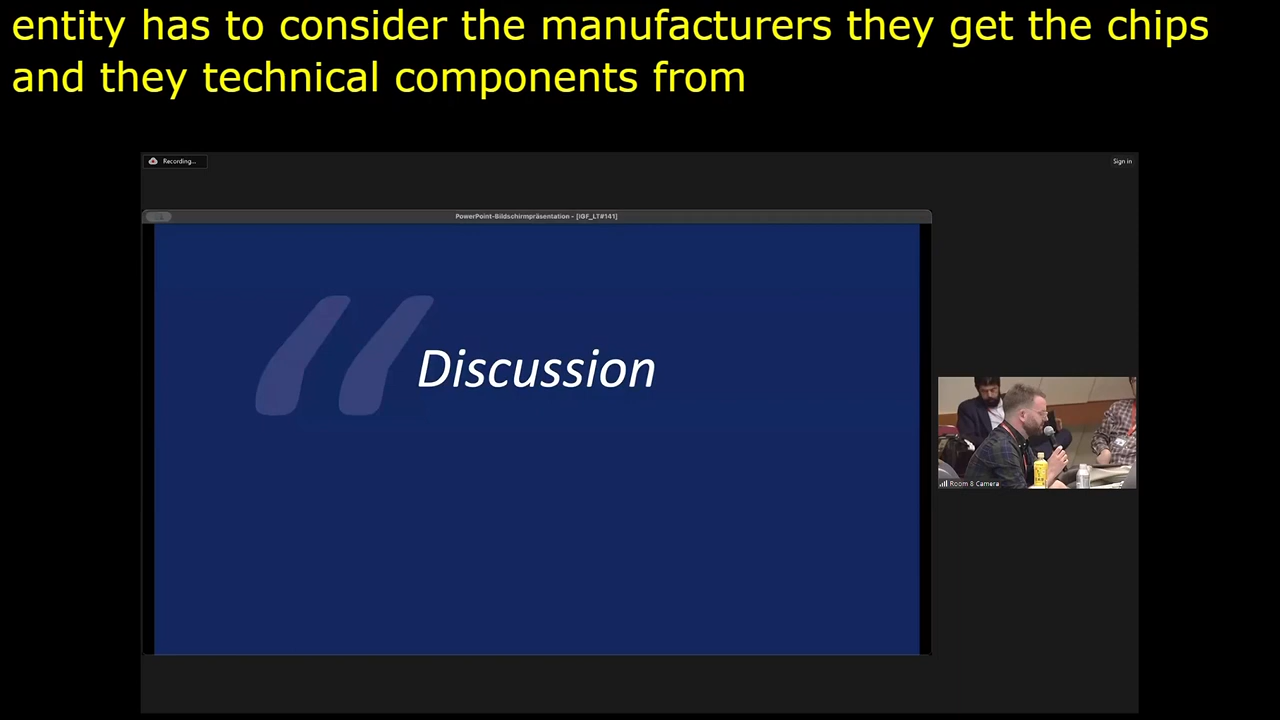 entity has to consider the manufacturers they get the chips
and they technical components from
Recording...
Sign in
PowerPoint-Bildschirmpräsentation - [IGF_LT#141]
“
Discussion
Room 8 Camera